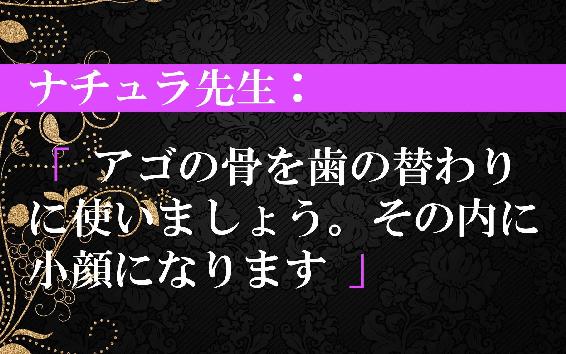 ナチュラ先生：
「 アゴの骨を歯の替わり
に使いましょう。その内に
小顔になります 」